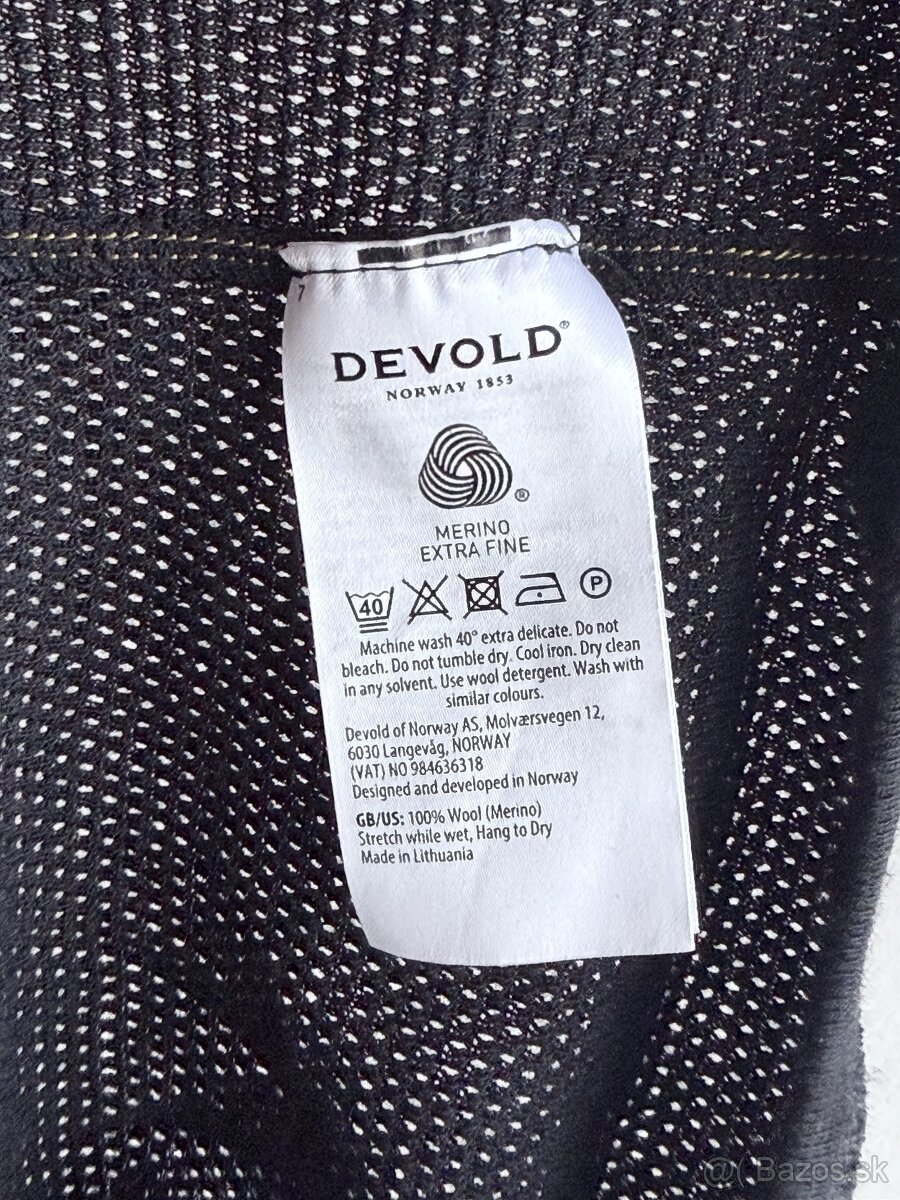 7
DEVOLD®
NORWAY 1853
®
MERINO
EXTRA FINE
40 P
Machine wash 40° extra delicate. Do not
bleach. Do not tumble dry. Cool iron. Dry clean
in any solvent. Use wool detergent. Wash with
similar colours.
Devold of Norway AS, Molværsvegen 12,
6030 Langevåg, NORWAY
(VAT) NO 984636318
Designed and developed in Norway
GB/US: 100% Wool (Merino)
Stretch while wet, Hang to Dry
Made in Lithuania
@( Bazos.sk